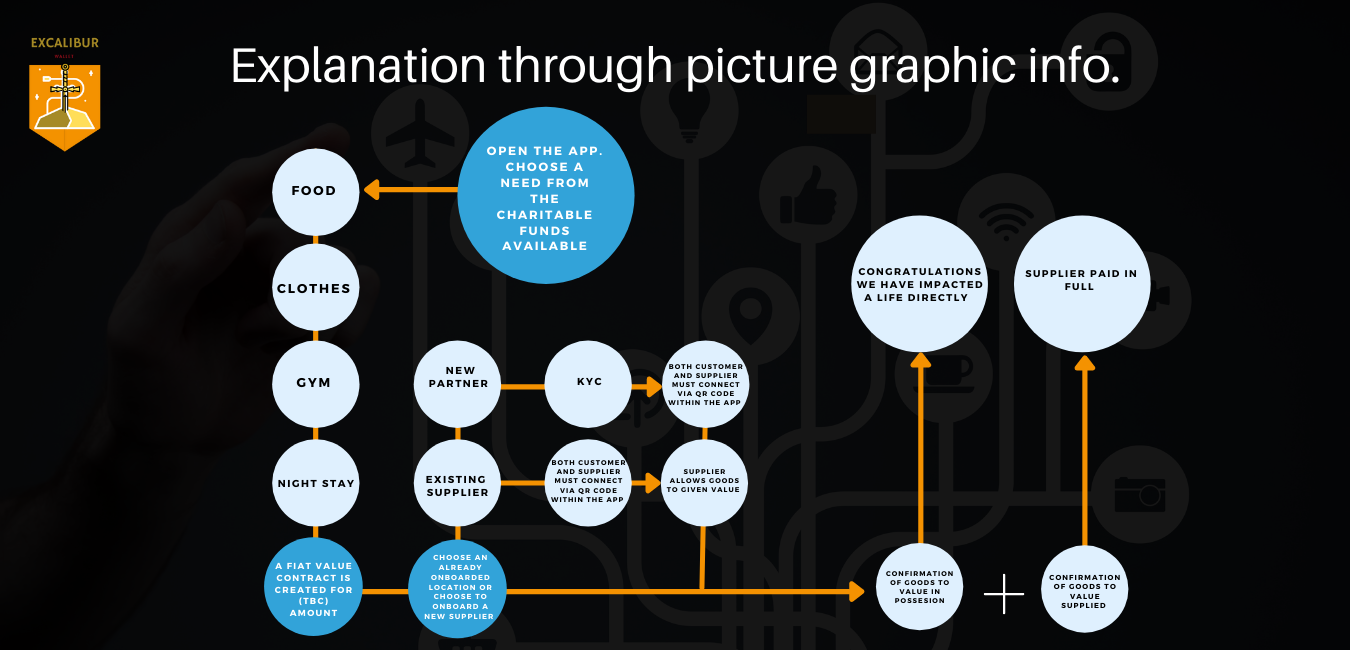 EXCALIBUR
Explanation through picture graphic info.
OPEN THE APP.
CHOOSE A
NEED FROM
THE
CHARITABLE
FUNDS
AVAILABLE
FOOD
CLOTHES
GYM
NIGHT STAY
A FIAT VALUE
CONTRACT IS
CREATED FOR
(TBC)
AMOUNT
NEW
PARTNER
KYC
BOTH CUSTOMER
AND SUPPLIER
MUST CONNECT
VIA QR CODE
WITHIN THE APP
EXISTING
SUPPLIER
BOTH CUSTOMER
AND SUPPLIER
MUST CONNECT
VIA QR CODE
WITHIN THE APP
SUPPLIER
ALLOWS GOODS
TO GIVEN VALUE
CHOOSE AN
ALREADY
ONBOARDED
LOCATION OR
CHOOSE TO
ONBOARD A
NEW SUPPLIER
CONGRATULATIONS
WE HAVE IMPACTED
A LIFE DIRECTLY
SUPPLIER PAID IN
FULL
CONFIRMATION
OF GOODS TO
VALUE IN
POSSESION
CONFIRMATION
OF GOODS TO
VALUE
SUPPLIED